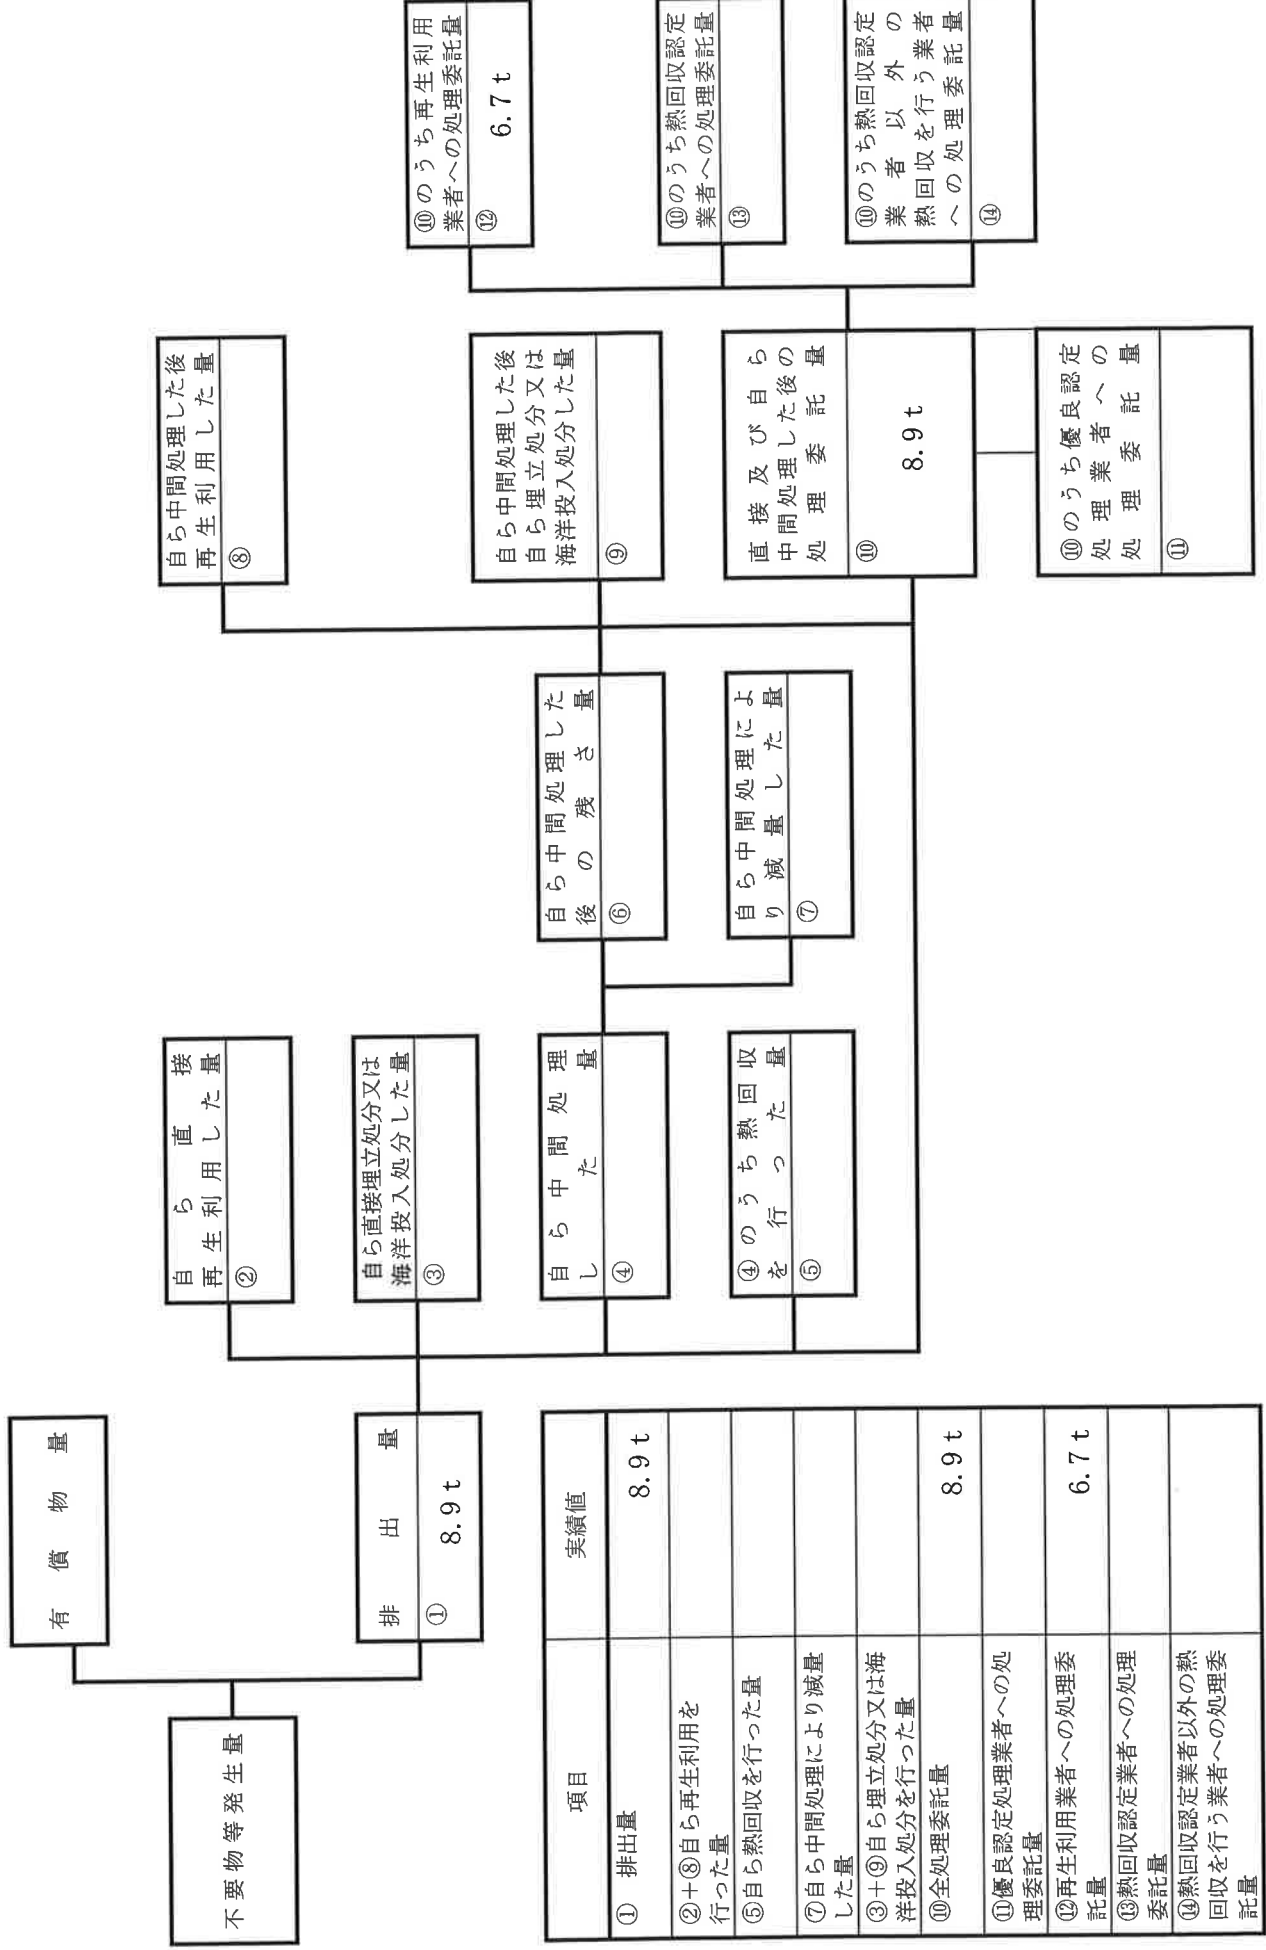 不要物等発生量
有償物量
排出量
①
8.9 t
自ら直接
再生利用した量
②
自ら直接埋立処分又は
海洋投入処分した量
③
自ら中間処理
した量
④
④のうち熱回収
を行った量
⑤
自ら中間処理した
後の残さ量
⑥
自ら中間処理によ
り減量した量
⑦
自ら中間処理した後
再生利用した量
⑧
自ら中間処理した後
自ら埋立処分又は
海洋投入処分した量
⑨
直接及び自ら
中間処理した後の
処理委託量
⑩
8.9 t
⑩のうち優良認定
処理業者への
処理委託量
⑪
⑩のうち再生利用
業者への処理委託量
⑫
6.7 t
⑩のうち熱回収認定
業者への処理委託量
⑬
⑩のうち熱回収認定
業者以外の
熱回収を行う業者
への処理委託量
⑭
項目 実績値
① 排出量 8.9 t
②+⑧自ら再生利用を
行った量
⑤自ら熱回収を行った量
⑦自ら中間処理により減量
した量
③+⑨自ら埋立処分又は海
洋投入処分を行った量
⑩全処理委託量 8.9 t
⑪優良認定処理業者への処
理委託量
⑫再生利用業者への処理委
託量 6.7 t
⑬熱回収認定業者への処理
委託量
⑭熱回収認定業者以外の熱
回収を行う業者への処理委
託量